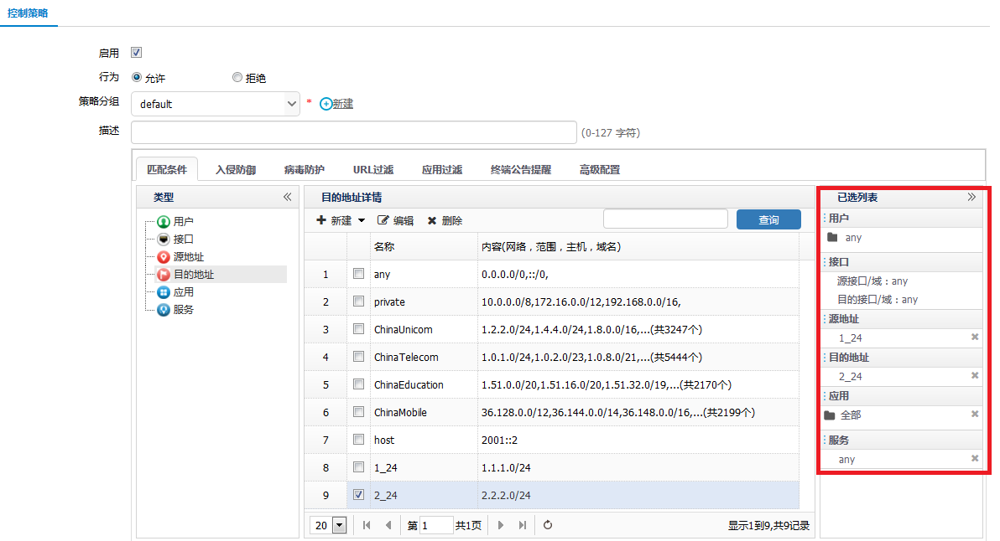 控制策略
启用
行为 允许 拒绝
策略分组 default * 新建
描述 (0-127 字符)
匹配条件 入侵防御 病毒防护 URL过滤 应用过滤 终端公告提醒 高级配置
类型
用户
接口
源地址
目的地址
应用
服务
目的地址详情
新建 编辑 删除 查询
名称 内容(网络，范围，主机，域名)
1 any 0.0.0.0/0,::/0,
2 private 10.0.0.0/8,172.16.0.0/12,192.168.0.0/16,
3 ChinaUnicom 1.2.2.0/24,1.4.4.0/24,1.8.0.0/16,...(共3247个)
4 ChinaTelecom 1.0.1.0/24,1.0.2.0/23,1.0.8.0/21,...(共5444个)
5 ChinaEducation 1.51.0.0/20,1.51.16.0/20,1.51.32.0/19,...(共2170个)
6 ChinaMobile 36.128.0.0/12,36.144.0.0/14,36.148.0.0/16,...(共2199个)
7 host 2001::2
8 1_24 1.1.1.0/24
9 2_24 2.2.2.0/24
20 第 1 共1页 显示1到9,共9记录
已选列表
用户
any
接口
源接口/域：any
目的接口/域：any
源地址
1_24
目的地址
2_24
应用
全部
服务
any